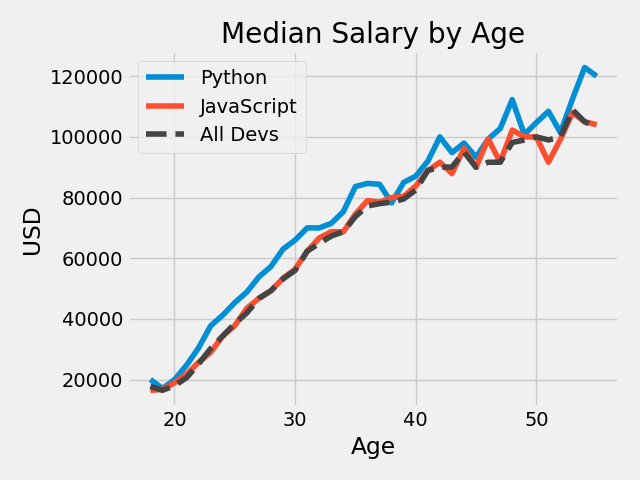 Median Salary by Age
Python
JavaScript
All Devs
120000
100000
80000
60000
40000
20000
USD
20 30 40 50
Age